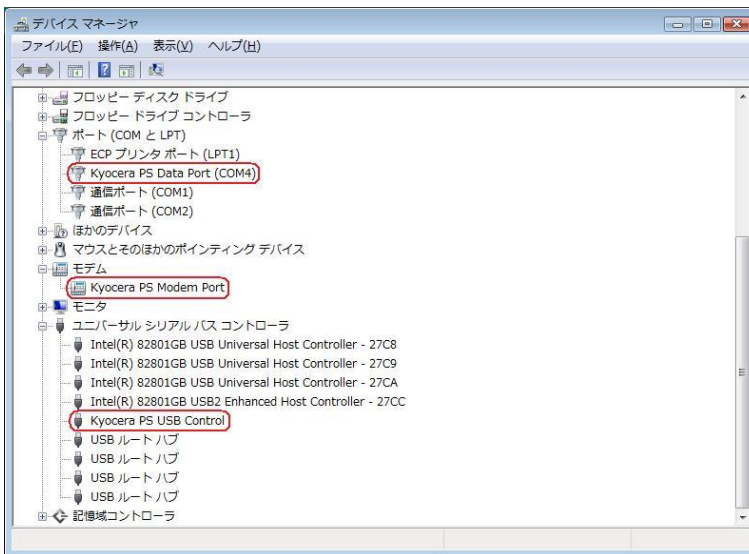 デバイス マネージャ
ファイル(F) 操作(A) 表示(V) ヘルプ(H)
フロッピー ディスク ドライブ
フロッピー ドライブ コントローラ
ポート (COM と LPT)
ECP プリンタ ポート (LPT1)
Kyocera PS Data Port (COM4)
通信ポート (COM1)
通信ポート (COM2)
ほかのデバイス
マウスとそのほかのポインティング デバイス
モデム
Kyocera PS Modem Port
モニタ
ユニバーサル シリアル バス コントローラ
Intel(R) 82801GB USB Universal Host Controller - 27C8
Intel(R) 82801GB USB Universal Host Controller - 27C9
Intel(R) 82801GB USB Universal Host Controller - 27CA
Intel(R) 82801GB USB2 Enhanced Host Controller - 27CC
Kyocera PS USB Control
USB ルート ハブ
USB ルート ハブ
USB ルート ハブ
USB ルート ハブ
記憶域コントローラ